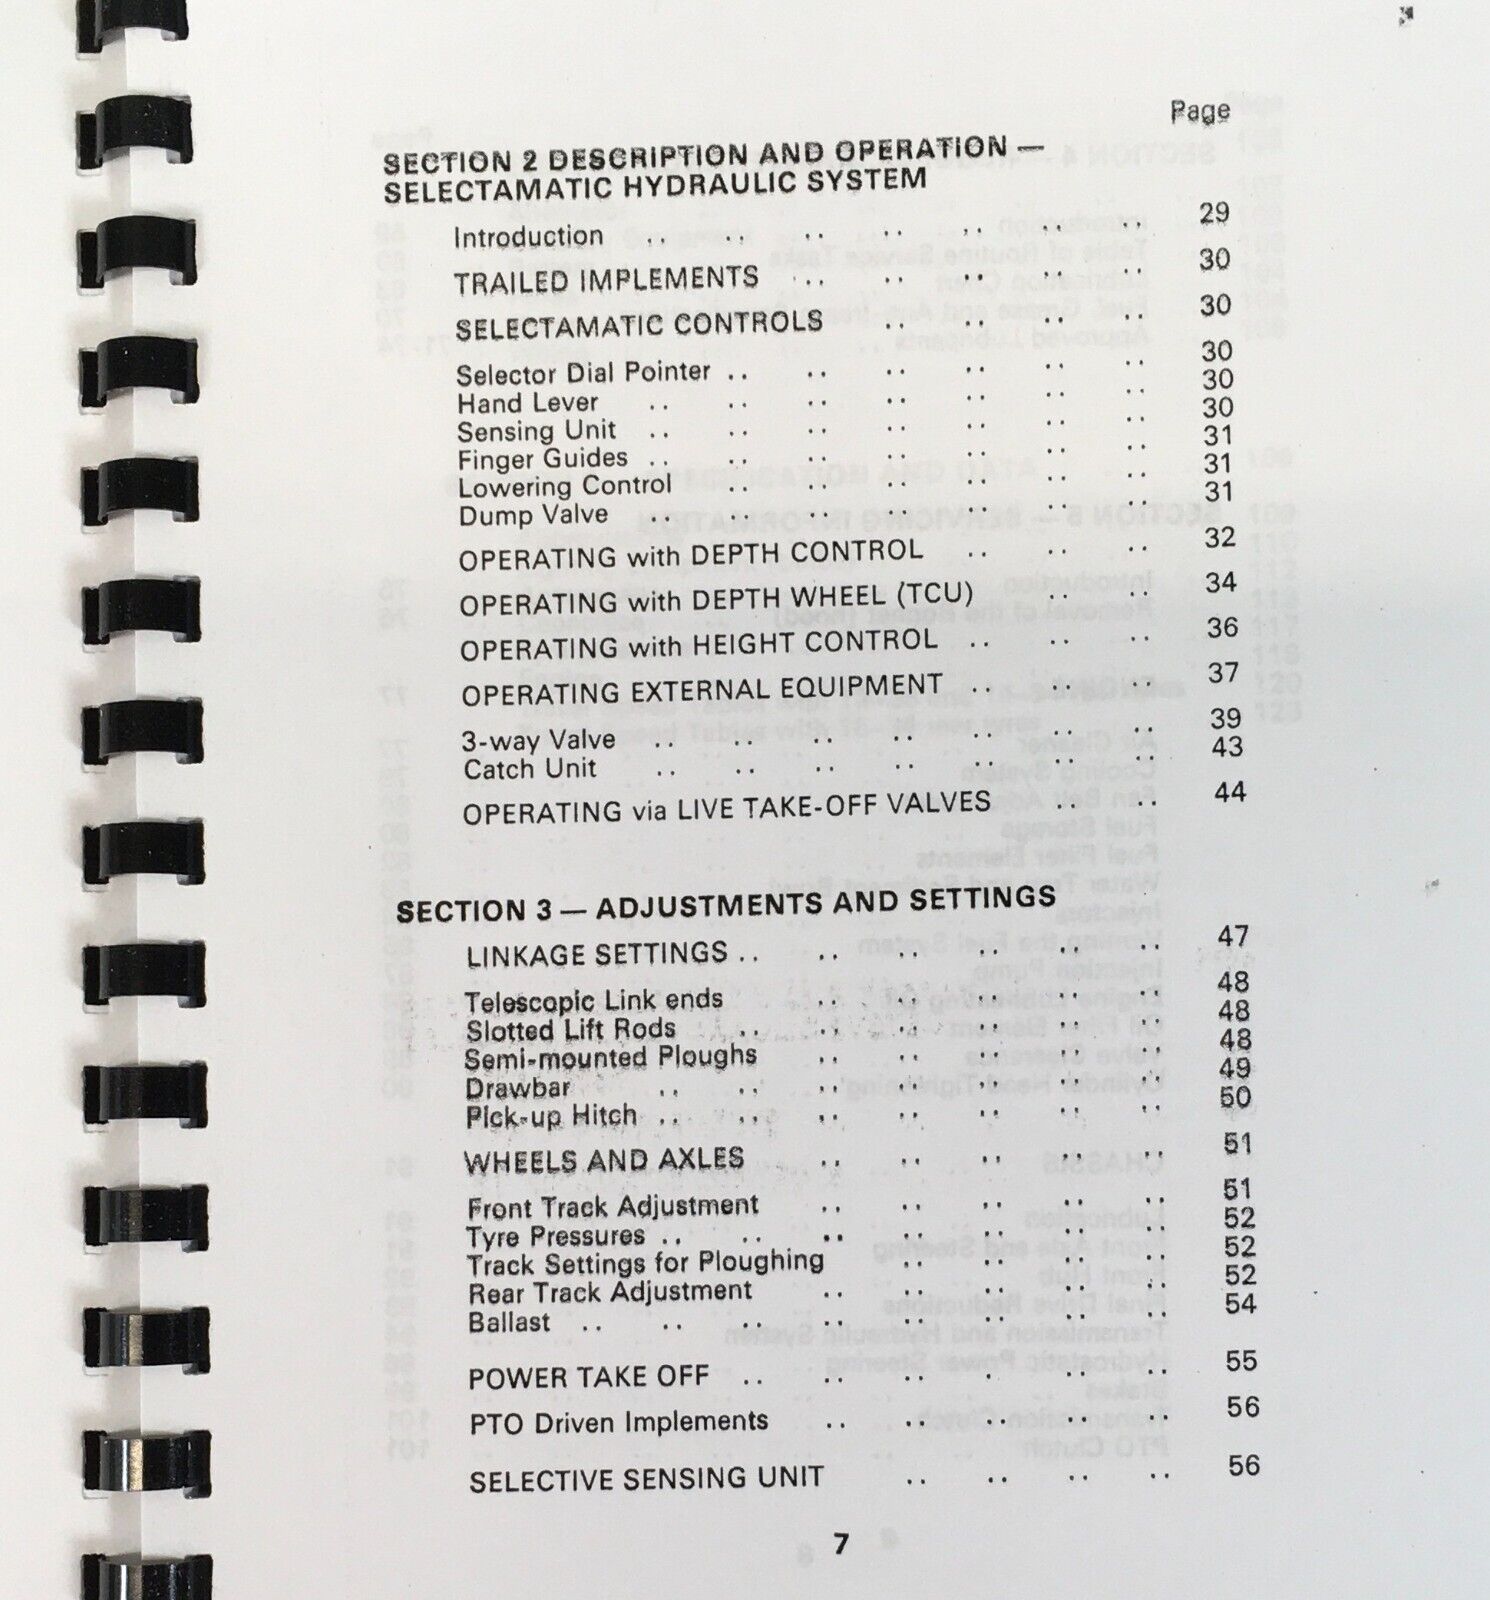 Page
SECTION 2 DESCRIPTION AND OPERATION —
SELECTAMATIC HYDRAULIC SYSTEM
Introduction .. .. .. .. .. .. .. 29
TRAILED IMPLEMENTS .. .. .. .. .. 30
SELECTAMATIC CONTROLS .. .. .. .. 30
Selector Dial Pointer .. .. .. .. .. .. 30
Hand Lever .. .. .. .. .. .. .. 30
Sensing Unit .. .. .. .. .. .. .. 30
Finger Guides .. .. .. .. .. .. .. 31
Lowering Control .. .. .. .. .. .. 31
Dump Valve .. .. .. .. .. .. .. 31
OPERATING with DEPTH CONTROL .. .. .. 32
OPERATING with DEPTH WHEEL (TCU) .. .. 34
OPERATING with HEIGHT CONTROL .. .. .. 36
OPERATING EXTERNAL EQUIPMENT .. .. .. 37
3-way Valve .. .. .. .. .. .. .. 39
Catch Unit .. .. .. .. .. .. .. 43
OPERATING via LIVE TAKE-OFF VALVES .. .. 44
SECTION 3 — ADJUSTMENTS AND SETTINGS
LINKAGE SETTINGS .. .. .. .. .. .. 47
Telescopic Link ends .. .. .. .. .. 48
Slotted Lift Rods .. .. .. .. .. .. 48
Semi-mounted Ploughs .. .. .. .. .. 48
Drawbar .. .. .. .. .. .. .. 49
Pick-up Hitch .. .. .. .. .. .. .. 50
WHEELS AND AXLES .. .. .. .. .. 51
Front Track Adjustment .. .. .. .. .. 51
Tyre Pressures .. .. .. .. .. .. .. 52
Track Settings for Ploughing .. .. .. .. 52
Rear Track Adjustment .. .. .. .. .. 52
Ballast .. .. .. .. .. .. .. .. 54
POWER TAKE OFF .. .. .. . .. .. 55
PTO Driven Implements .. .. .. .. .. 56
SELECTIVE SENSING UNIT .. .. .. .. 56
7